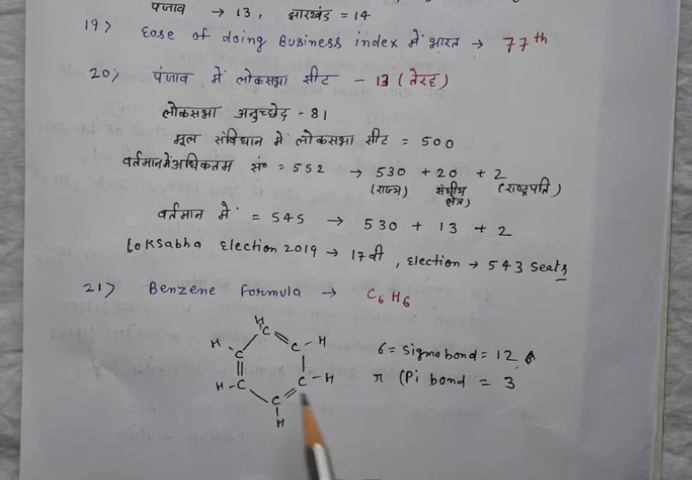 पंजाब → 13, झारखंड = 14
19> Ease of doing Business index में भारत → 77th
20> पंजाब में लोकसभा सीट - 13 (तेरह)
लोकसभा अनुच्छेद - 81
मूल संविधान में लोकसभा सीट = 500
वर्तमान में अधिकतम सं० = 552 → 530 + 20 + 2
(राज्य) संघीय क्षेत्र) (राष्ट्रपति)
वर्तमान में = 545 → 530 + 13 + 2
Loksabha Election 2019 → 17वी, Election → 543 Seats
21> Benzene formula → C6H6
H
C
H C C - H
6 = Sigma bond = 12
H - C C - H
π (Pi bond = 3
C
H